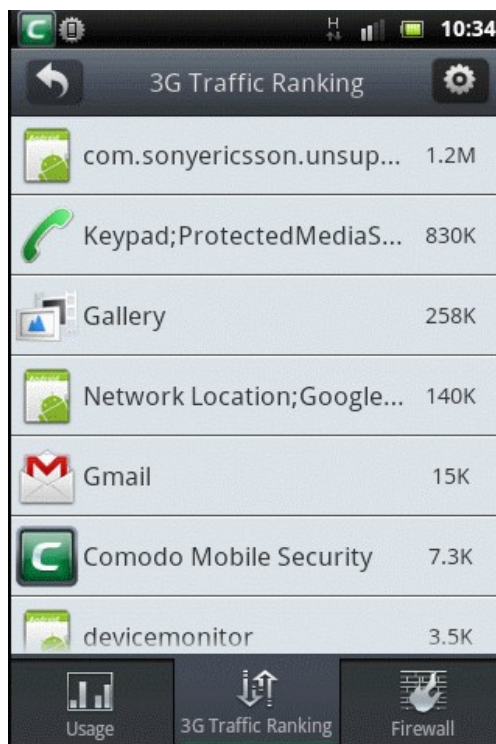 H 10:34
3G Traffic Ranking
com.sonyericsson.unsup... 1.2M
Keypad;ProtectedMediaS... 830K
Gallery 258K
Network Location;Google... 140K
Gmail 15K
Comodo Mobile Security 7.3K
devicemonitor 3.5K
Usage 3G Traffic Ranking Firewall